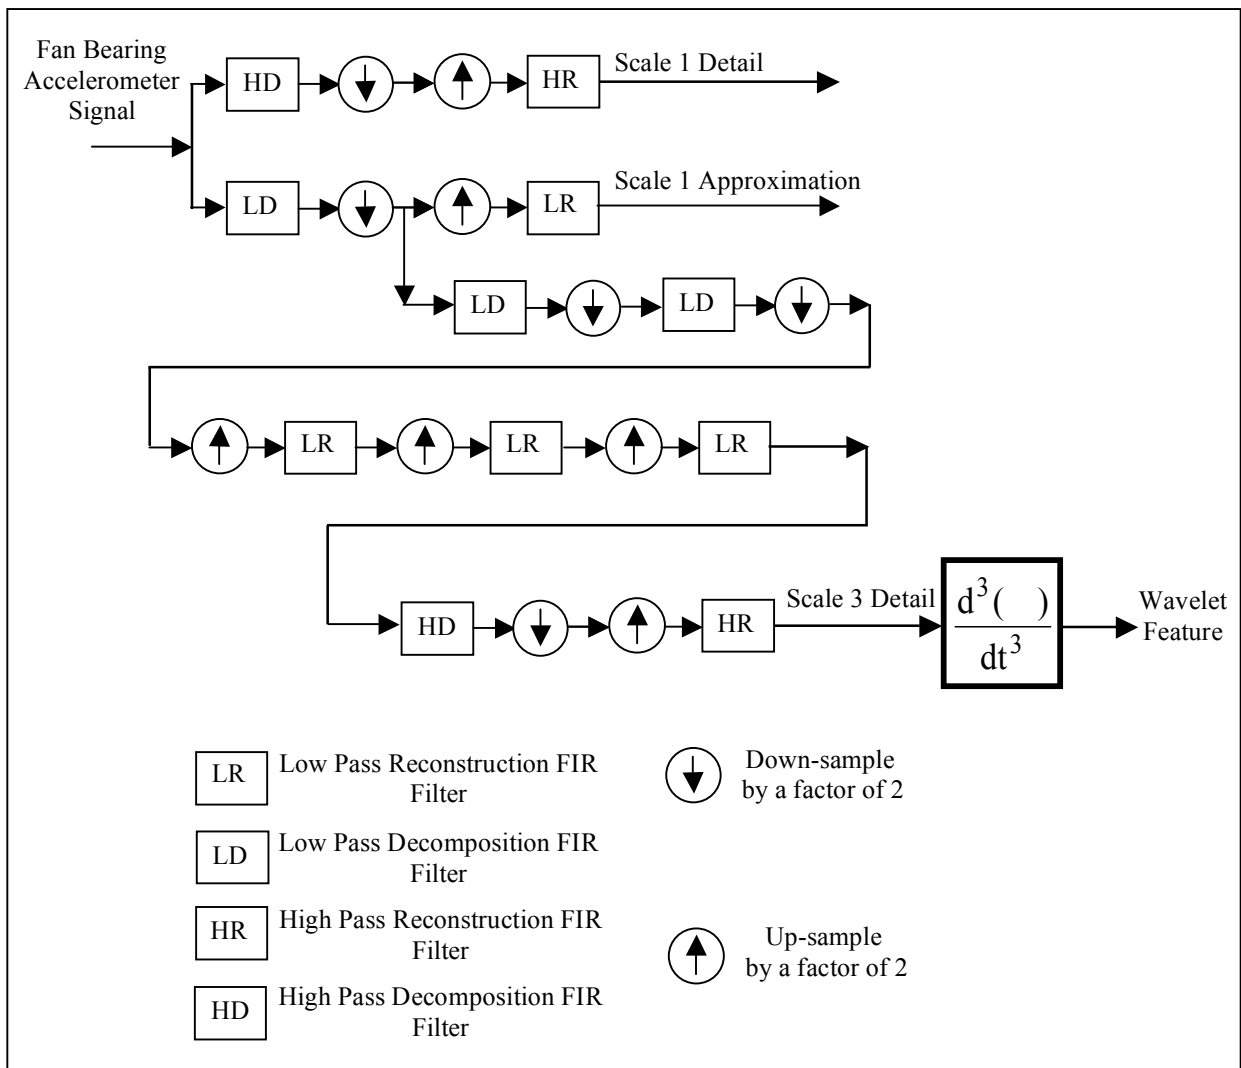 Fan Bearing
Accelerometer
Signal
HD
HR
Scale 1 Detail
LD
LR
Scale 1 Approximation
LD
LD
LR
LR
LR
HD
HR
Scale 3 Detail
d³( )
dt³
Wavelet
Feature
LR
Low Pass Reconstruction FIR
Filter
Down-sample
by a factor of 2
LD
Low Pass Decomposition FIR
Filter
HR
High Pass Reconstruction FIR
Filter
Up-sample
by a factor of 2
HD
High Pass Decomposition FIR
Filter